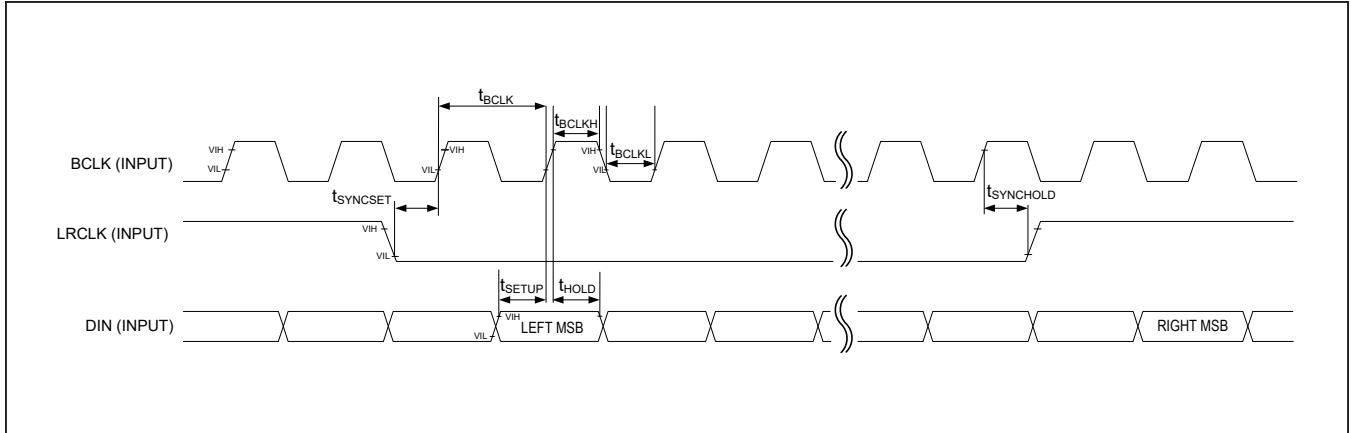 tBCLK
tBCLKH
tBCLKL
BCLK (INPUT)
VIH
VIL
VIH
VIL
VIH
VIL
tSYNCSET
tSYNCHOLD
LRCLK (INPUT)
VIH
VIL
tSETUP
tHOLD
DIN (INPUT)
VIH
VIL
LEFT MSB
RIGHT MSB